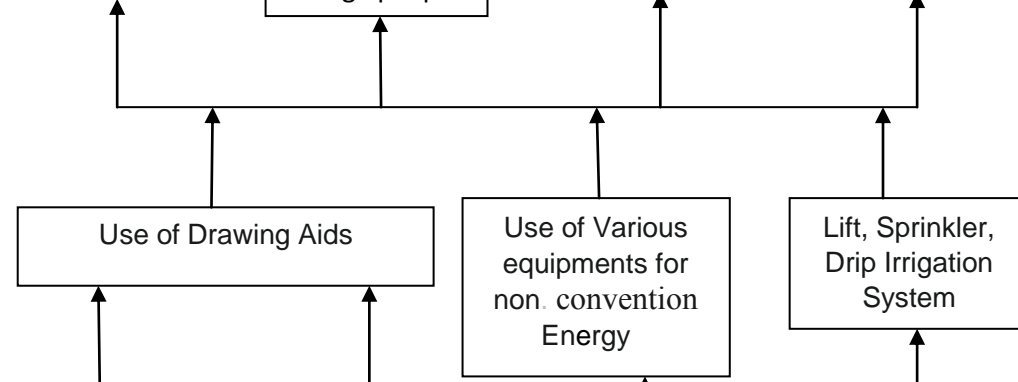 Use of Drawing Aids
Use of Various
equipments for
non. convention
Energy
Lift, Sprinkler,
Drip Irrigation
System